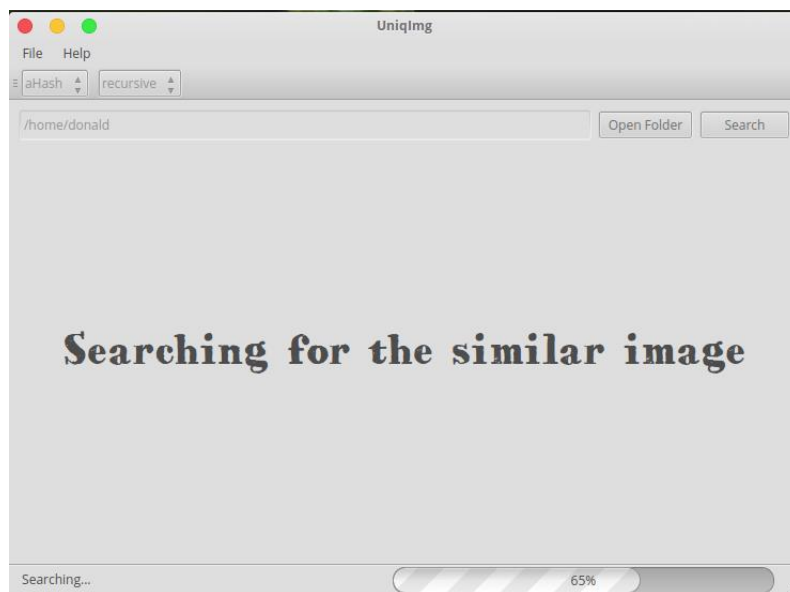 UniqImg
File Help
aHash recursive
/home/donald Open Folder Search
Searching for the similar image
Searching... 65%